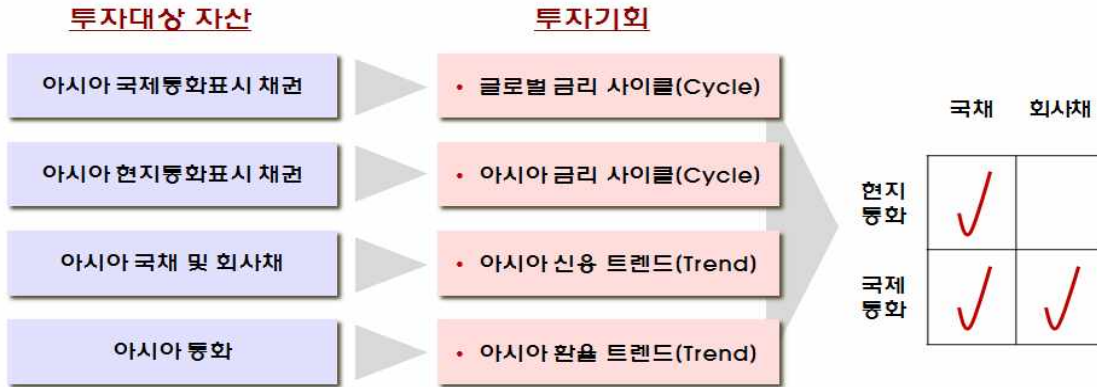 투자대상 자산
투자기회
아시아 국제통화표시 채권
• 글로벌 금리 사이클(Cycle)
아시아 현지통화표시 채권
• 아시아 금리 사이클(Cycle)
아시아 국채 및 회사채
• 아시아 신용 트렌드(Trend)
아시아 통화
• 아시아 환율 트렌드(Trend)
국채 회사채
현지
통화
국제
통화